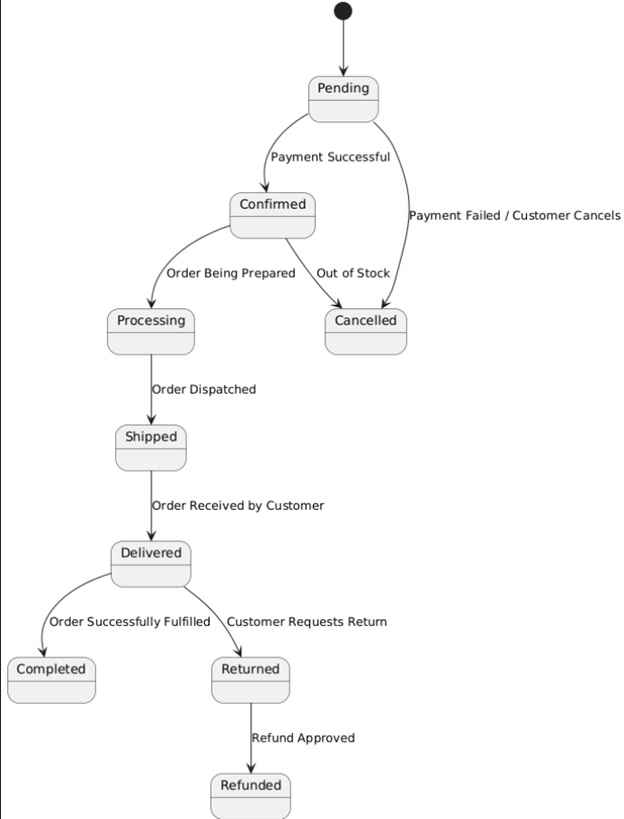 Pending
Payment Successful
Confirmed
Payment Failed / Customer Cancels
Order Being Prepared
Out of Stock
Processing
Cancelled
Order Dispatched
Shipped
Order Received by Customer
Delivered
Order Successfully Fulfilled
Customer Requests Return
Completed
Returned
Refund Approved
Refunded